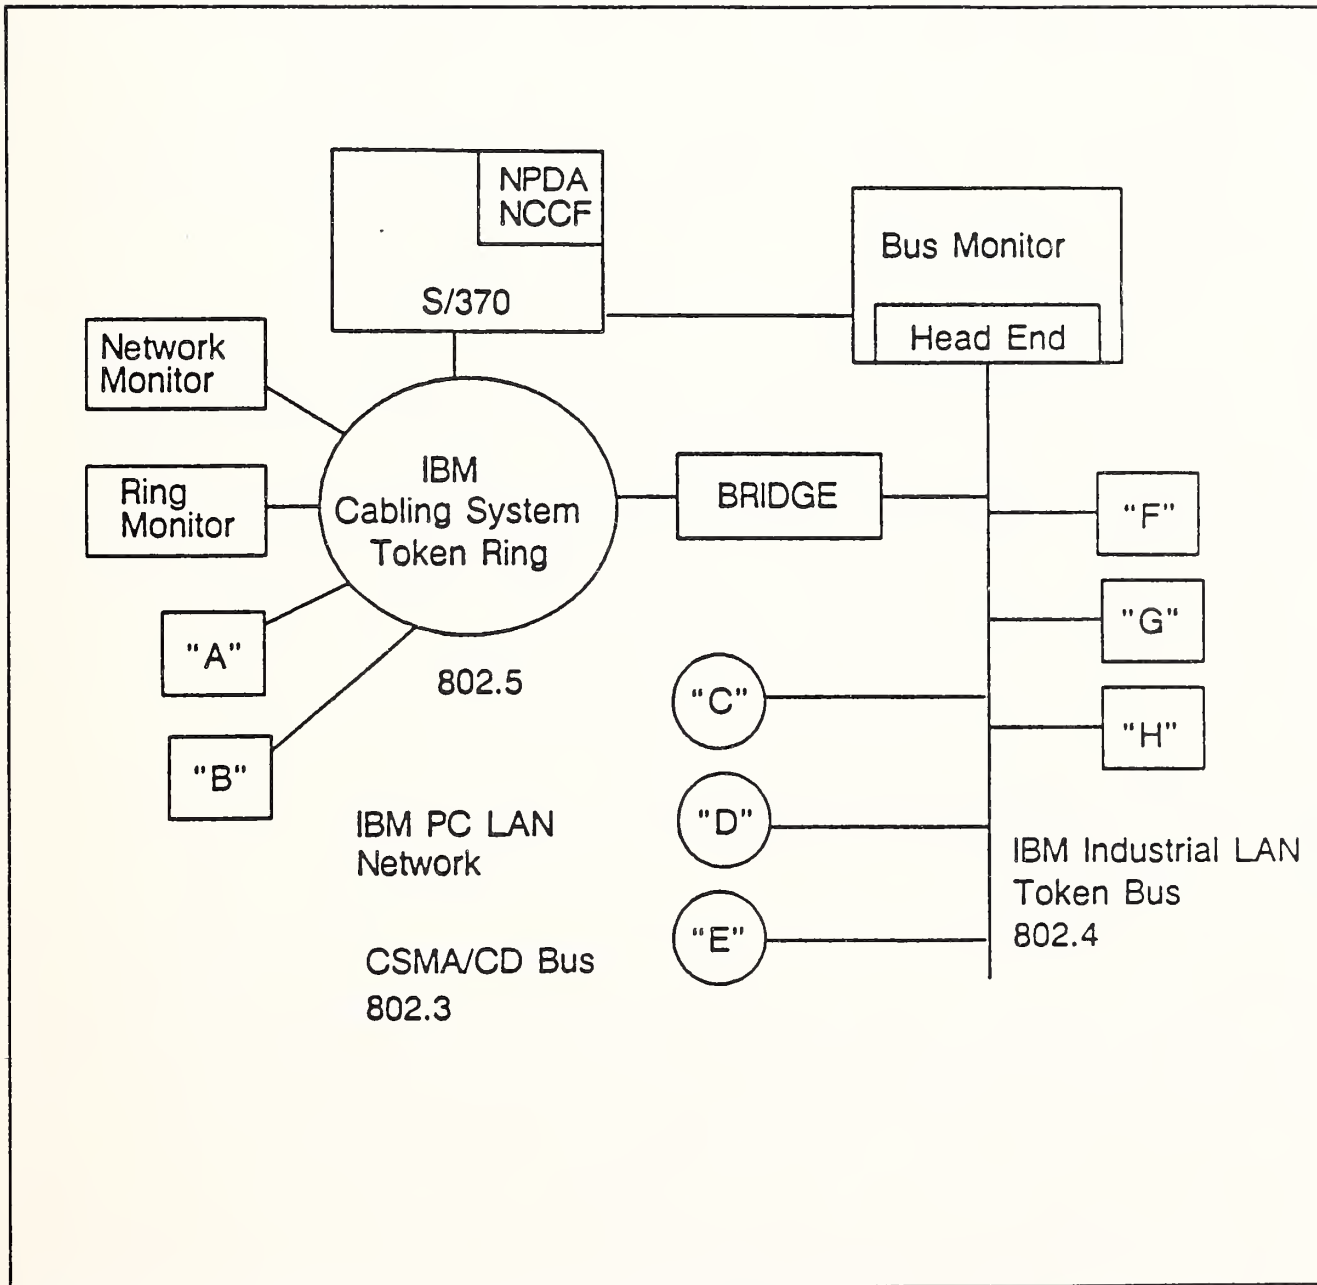 NPDA
NCCF
S/370
Bus Monitor
Head End
Network
Monitor
Ring
Monitor
IBM
Cabling System
Token Ring
BRIDGE
"F"
"A"
"G"
802.5
"C"
"H"
"B"
IBM PC LAN
Network
"D"
IBM Industrial LAN
Token Bus
802.4
"E"
CSMA/CD Bus
802.3